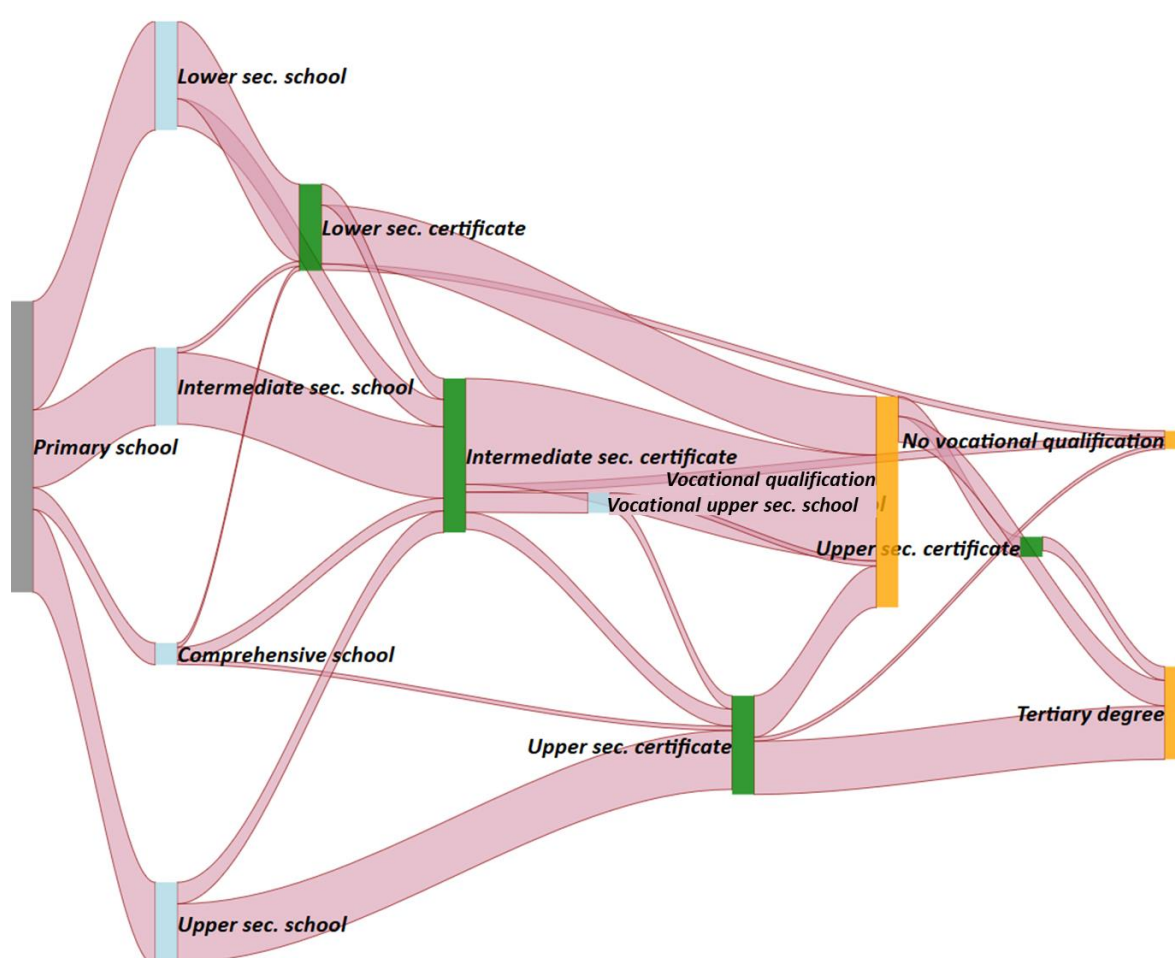 Lower sec. school
Lower sec. certificate
Intermediate sec. school
Primary school
No vocational qualification
Intermediate sec. certificate
Vocational qualification
Vocational upper sec. school
Upper sec. certificate
Comprehensive school
Tertiary degree
Upper sec. certificate
Upper sec. school